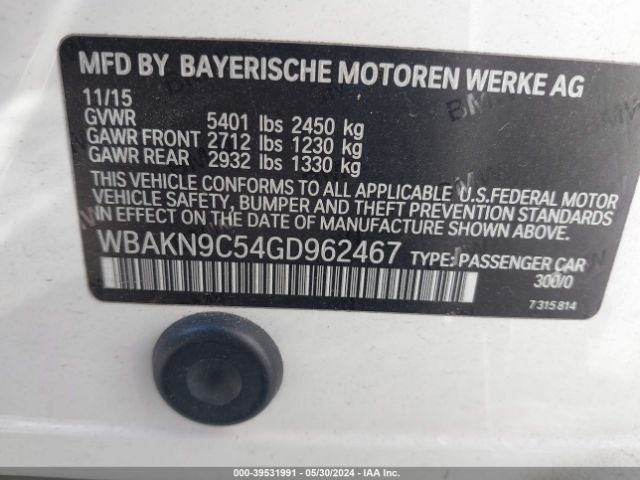 MFD BY BAYERISCHE MOTOREN WERKE AG
11/15
GVWR 5401 lbs 2450 kg
GAWR FRONT 2712 lbs 1230 kg
GAWR REAR 2932 lbs 1330 kg
THIS VEHICLE CONFORMS TO ALL APPLICABLE U.S.FEDERAL MOTOR
VEHICLE SAFETY, BUMPER AND THEFT PREVENTION STANDARDS
IN EFFECT ON THE DATE OF MANUFACTURE SHOWN ABOVE.
WBAKN9C54GD962467 TYPE: PASSENGER CAR
300/0
7 315 814
000-39531991 - 05/30/2024 - IAAI.COM